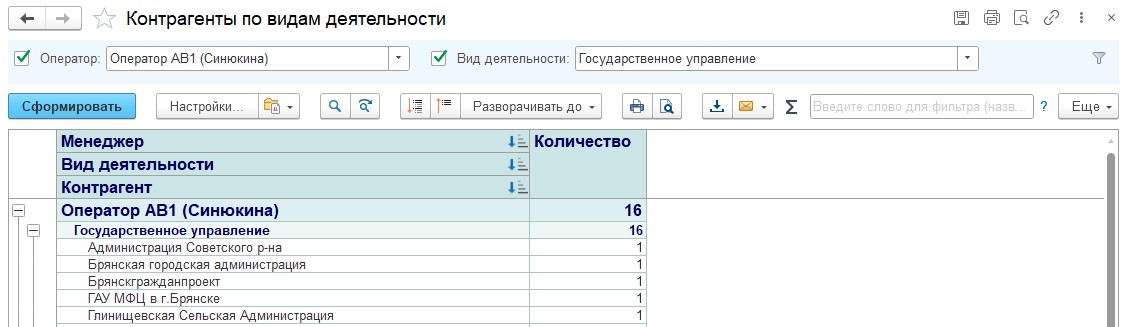 Контрагенты по видам деятельности
Оператор: Оператор АВ1 (Синюкина) Вид деятельности: Государственное управление
Сформировать Настройки... Разворачивать до Σ Введите слово для фильтра (назв... ? Еще
Менеджер Количество
Вид деятельности
Контрагент
Оператор АВ1 (Синюкина) 16
Государственное управление 16
Администрация Советского р-на 1
Брянская городская администрация 1
Брянскгражданпроект 1
ГАУ МФЦ в г.Брянске 1
Глинищевская Сельская Администрация 1